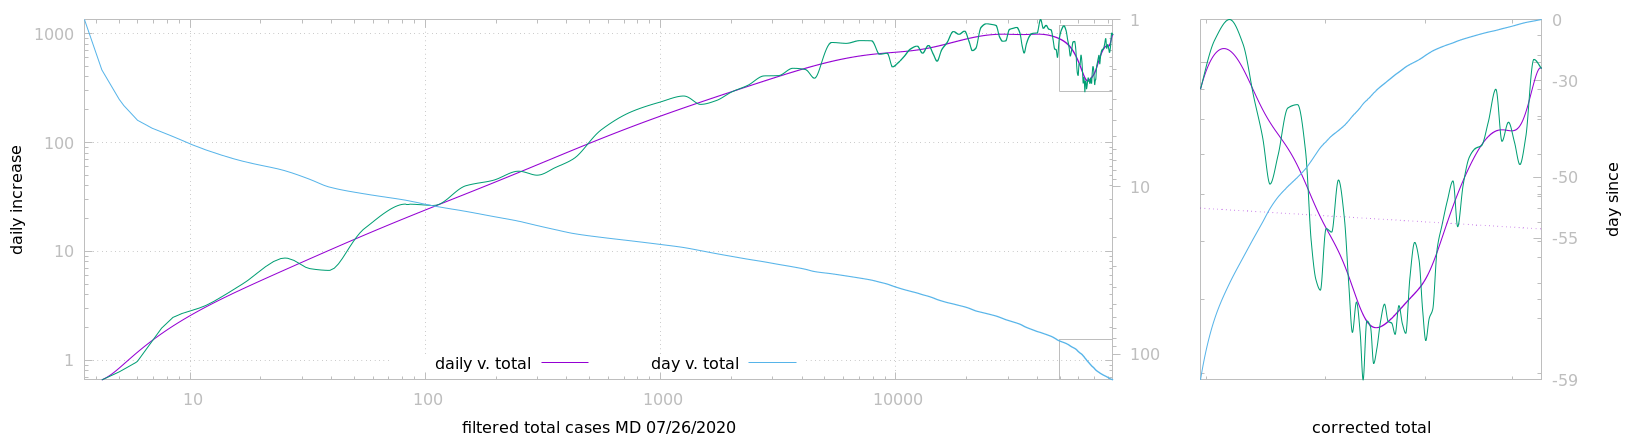 daily increase
1000
100
10
1
10
100
1000
10000
filtered total cases MD 07/26/2020
daily v. total
day v. total
1
10
100
0
-30
-50
-55
-59
day since
corrected total